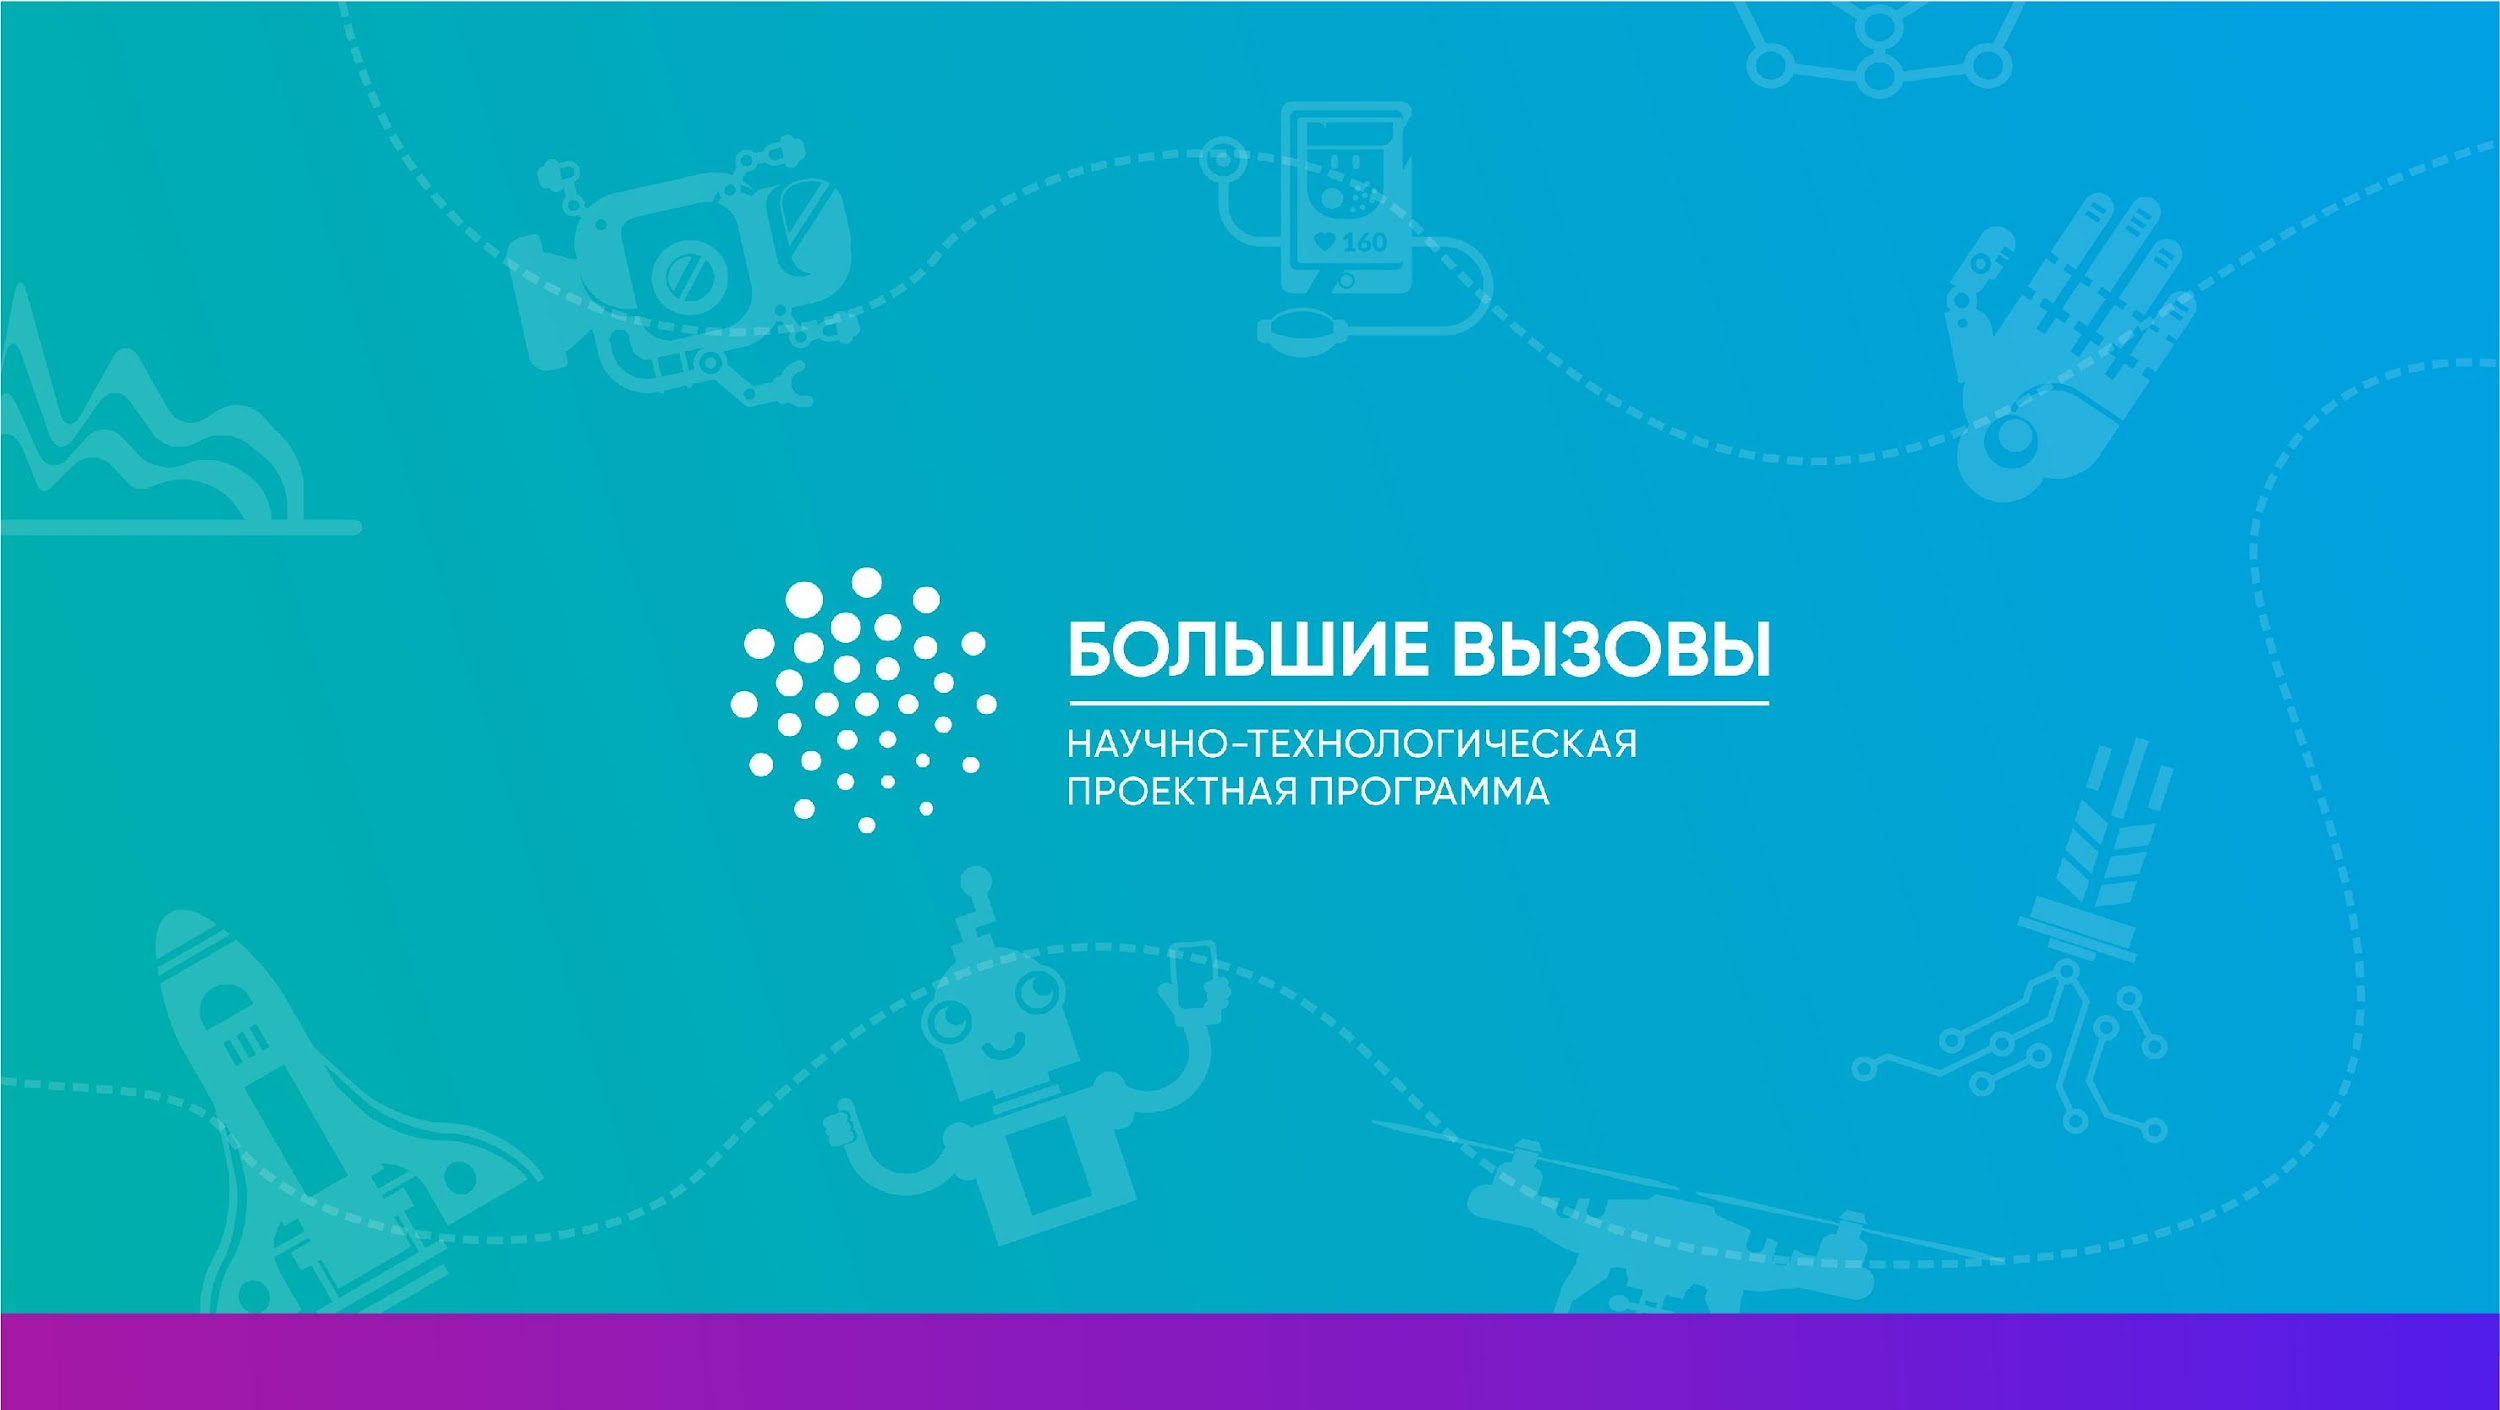 160
БОЛЬШИЕ ВЫЗОВЫ
НАУЧНО-ТЕХНОЛОГИЧЕСКАЯ
ПРОЕКТНАЯ ПРОГРАММА